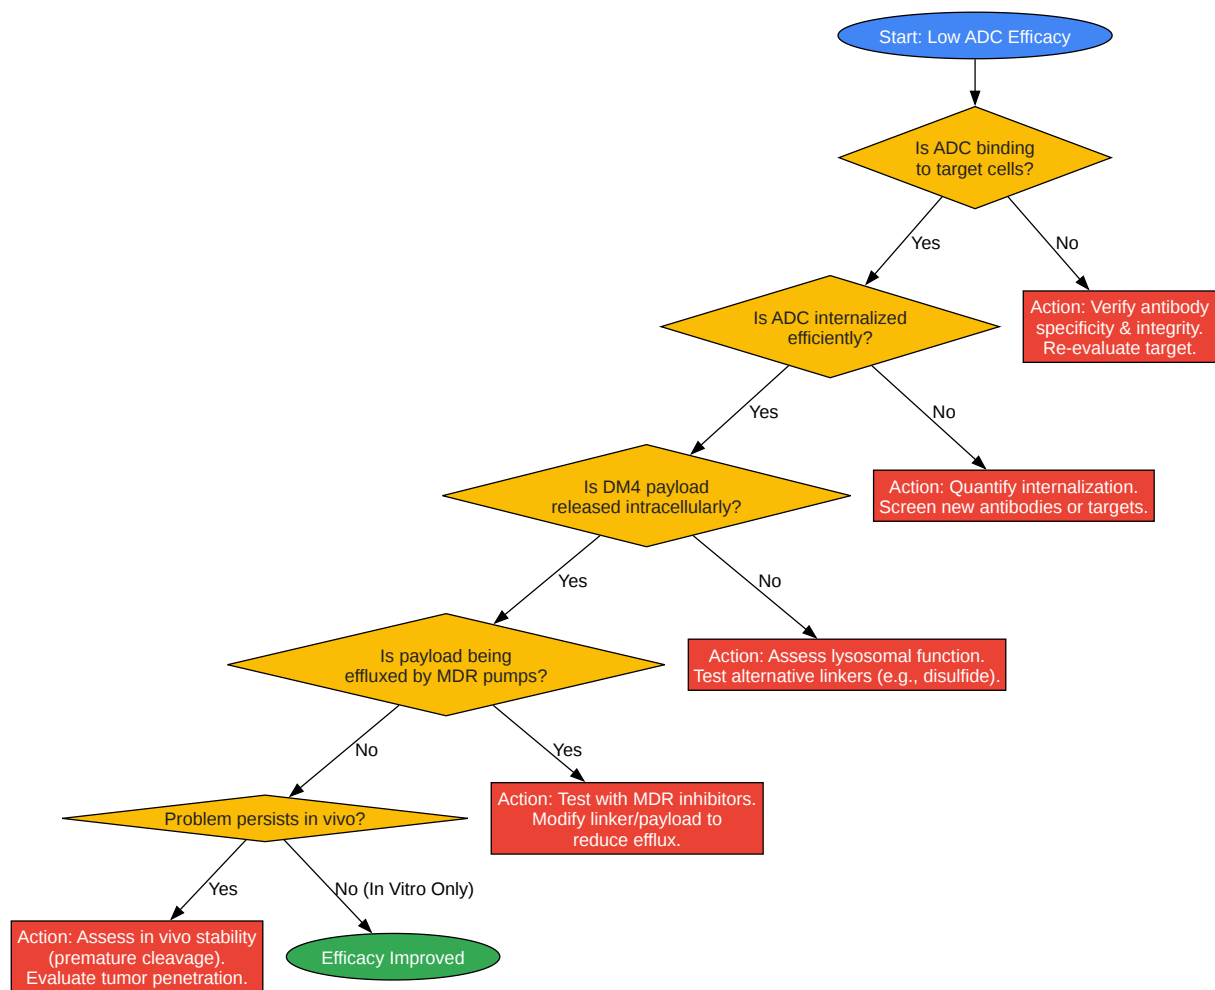 Start: Low ADC Efficacy
Is ADC binding
to target cells?
Yes
No
Is ADC internalized
efficiently?
Action: Verify antibody
specificity & integrity.
Re-evaluate target.
Yes
No
Is DM4 payload
released intracellularly?
Action: Quantify internalization.
Screen new antibodies or targets.
Yes
No
Is payload being
effluxed by MDR pumps?
Action: Assess lysosomal function.
Test alternative linkers (e.g., disulfide).
No
Yes
Problem persists in vivo?
Action: Test with MDR inhibitors.
Modify linker/payload to
reduce efflux.
Yes
No (In Vitro Only)
Action: Assess in vivo stability
(premature cleavage).
Evaluate tumor penetration.
Efficacy Improved